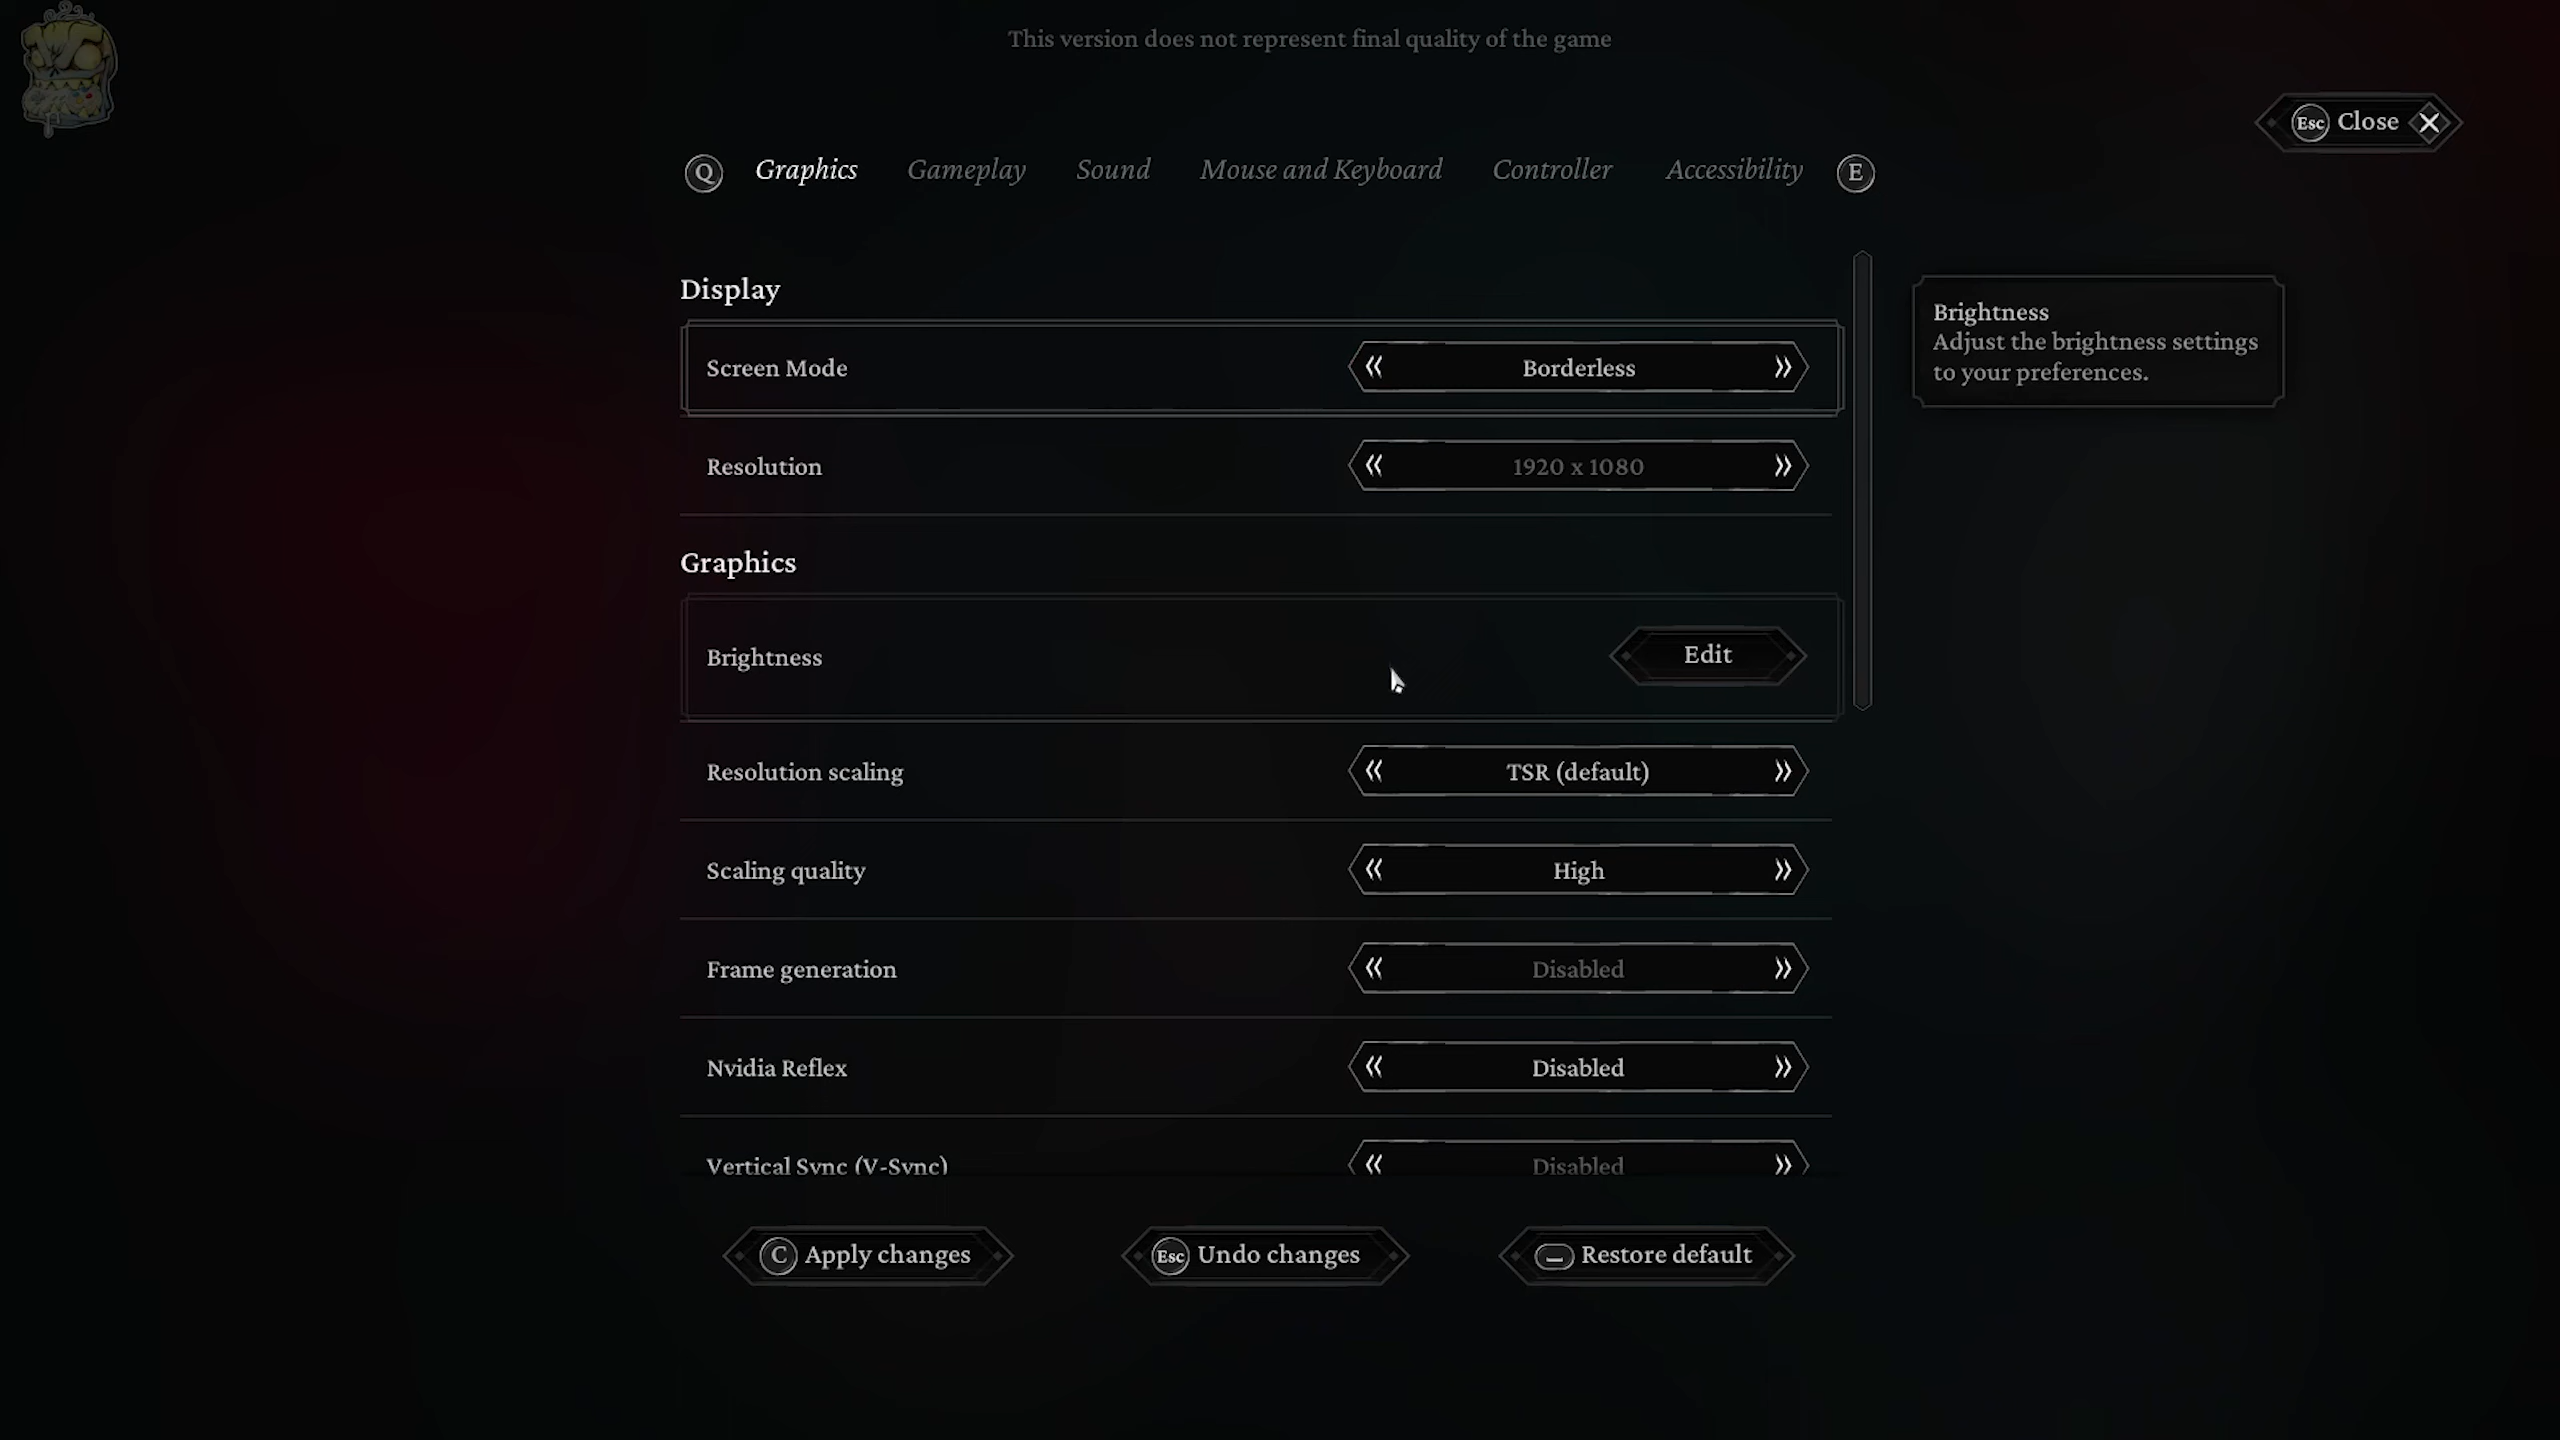 This version does not represent final quality of the game
Esc Close
Q Graphics Gameplay Sound Mouse and Keyboard Controller Accessibility E
Display
Screen Mode Borderless
Resolution 1920 x 1080
Brightness
Adjust the brightness settings
to your preferences.
Graphics
Brightness Edit
Resolution scaling TSR (default)
Scaling quality High
Frame generation Disabled
Nvidia Reflex Disabled
Vertical Sync (V-Sync) Disabled
C Apply changes Esc Undo changes Restore default